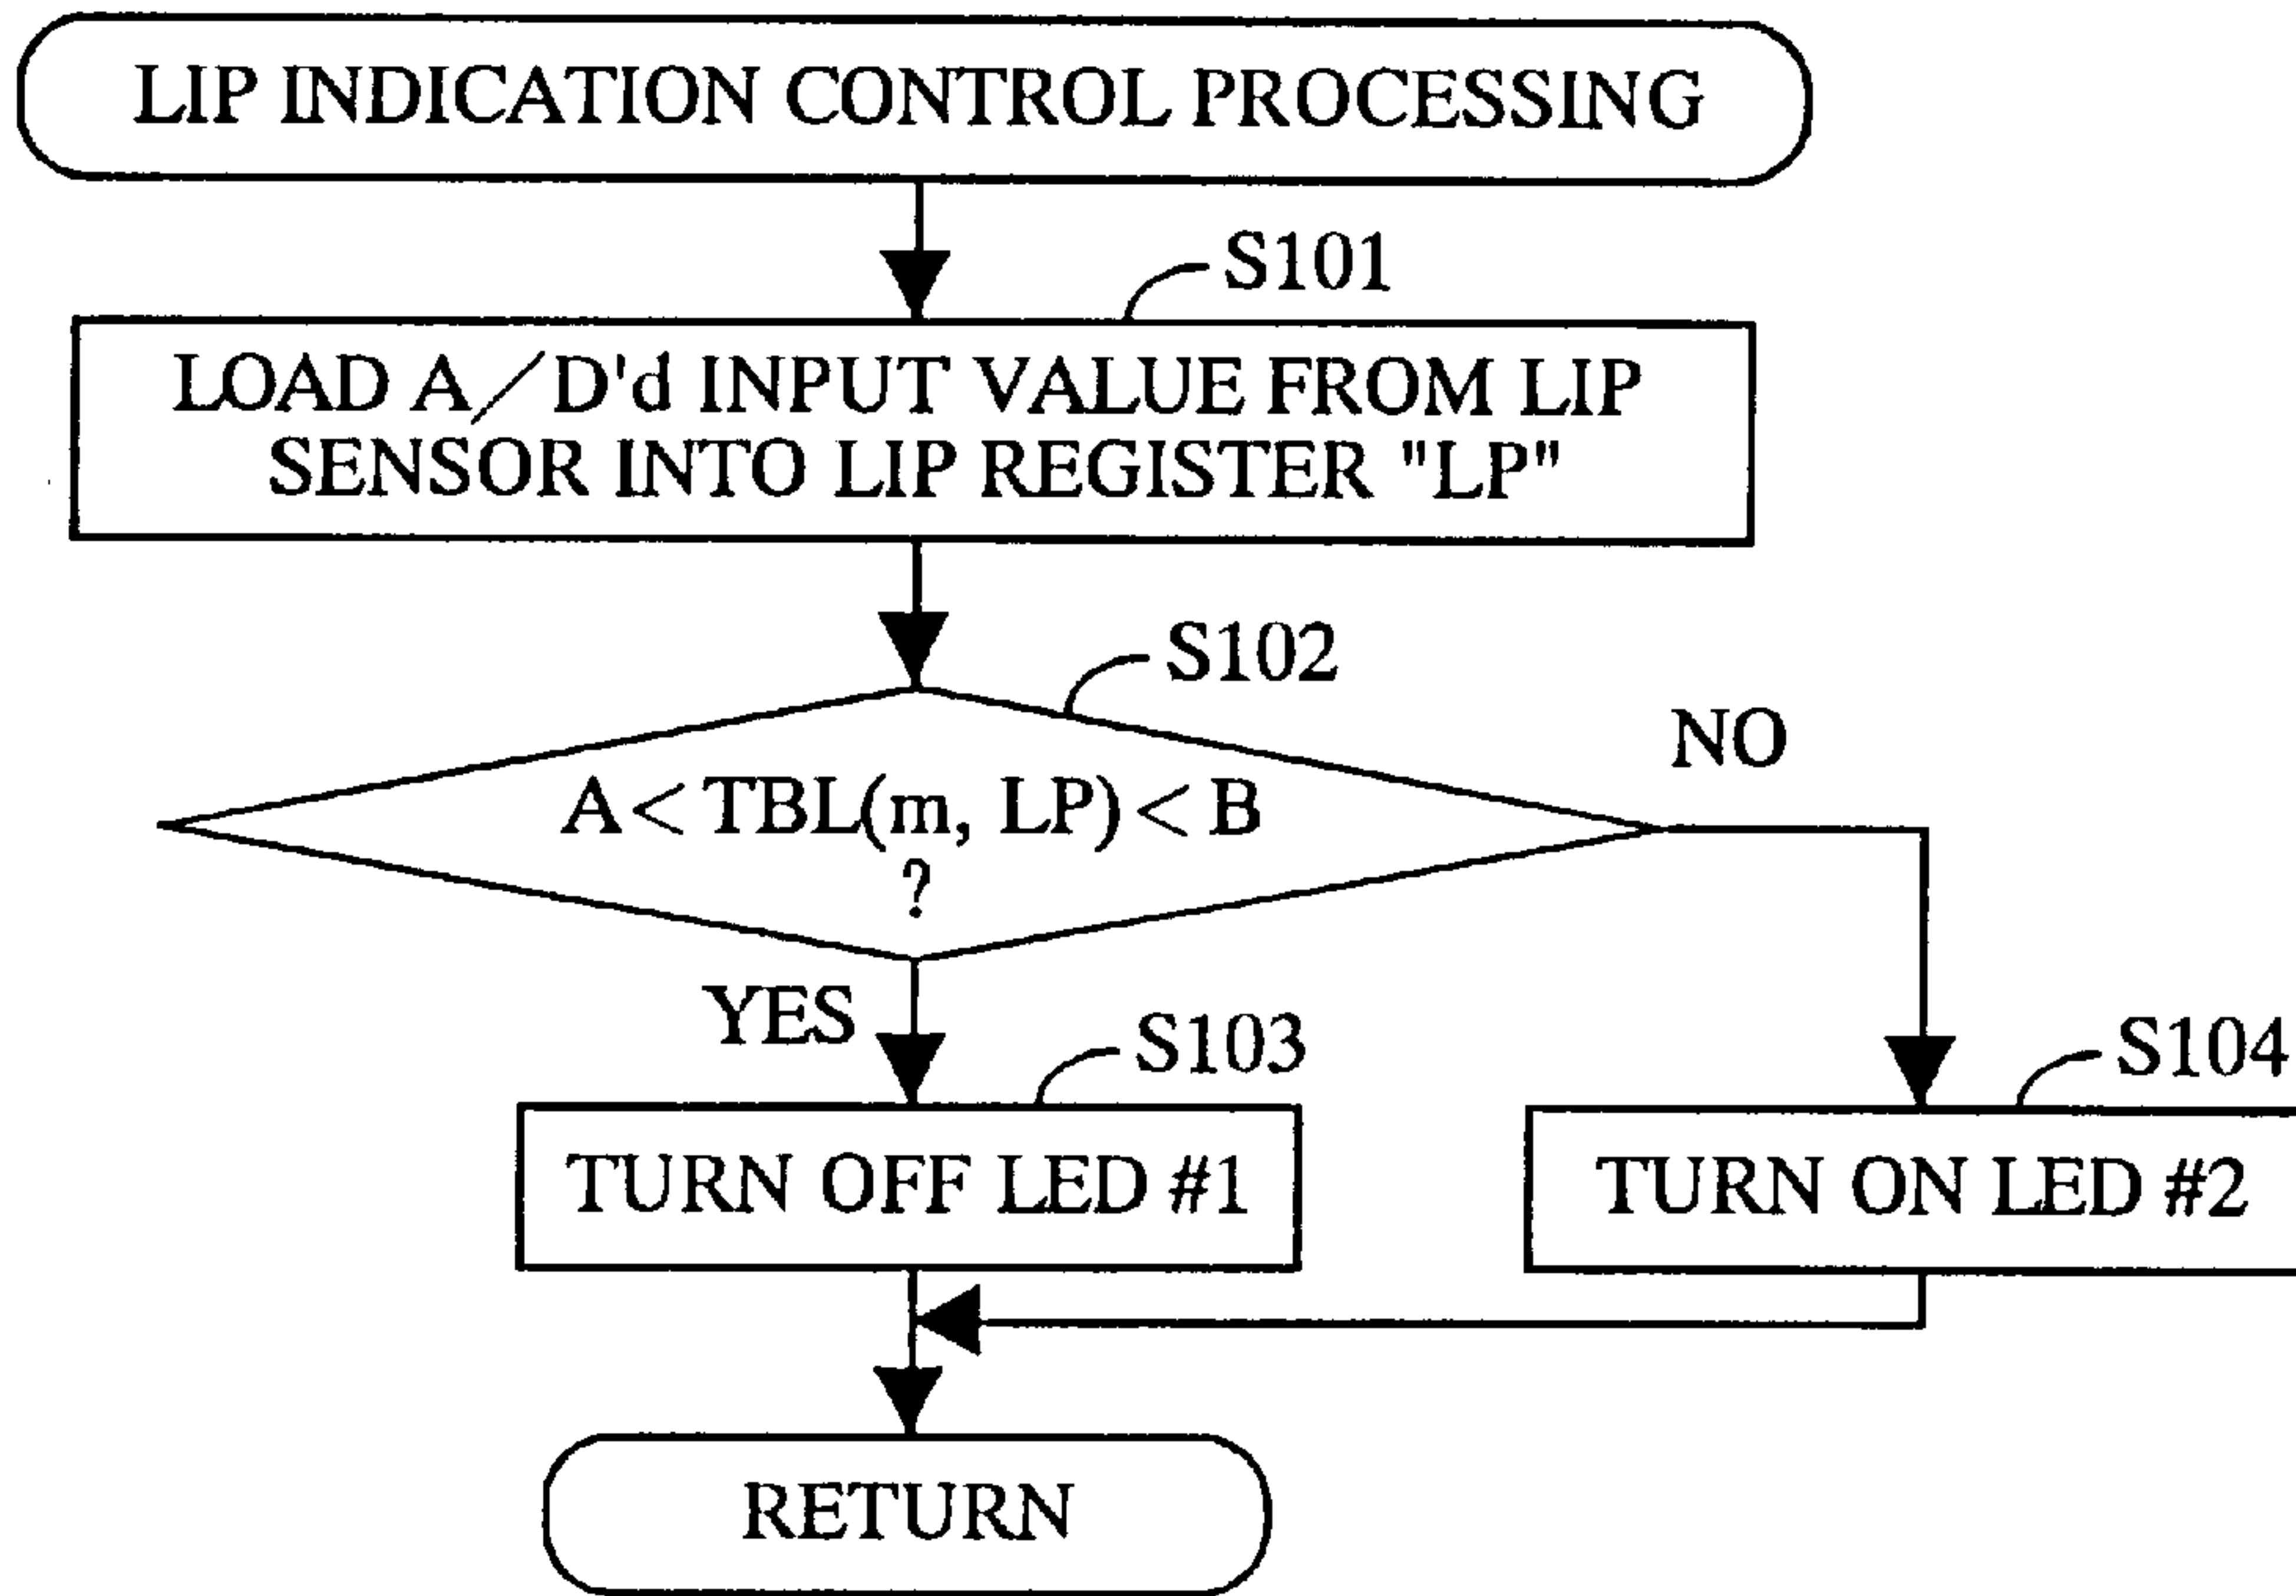 LIP INDICATION CONTROL PROCESSING
S101
LOAD A/D'd INPUT VALUE FROM LIP
SENSOR INTO LIP REGISTER "LP"
S102
A < TBL(m, LP) < B
?
NO
YES
S103
S104
TURN OFF LED #1
TURN ON LED #2
RETURN